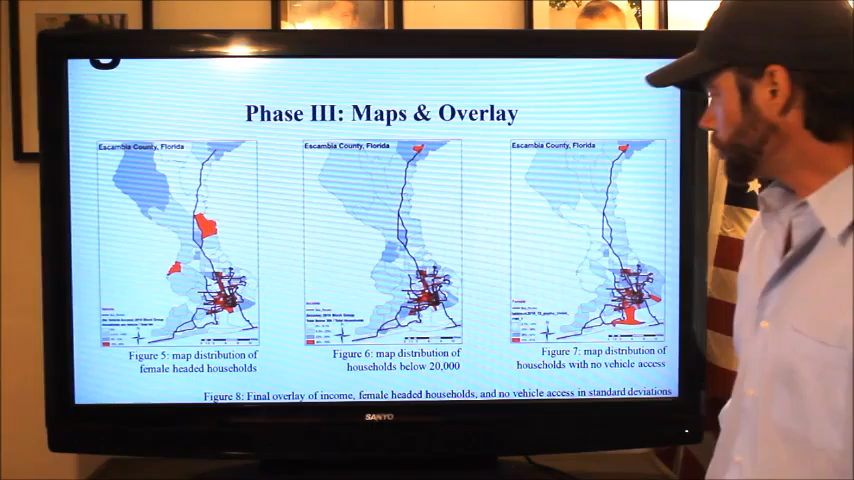 Phase III: Maps & Overlay
Escambia County, Florida
Escambia County, Florida
Escambia County, Florida
Figure 5: map distribution of
female headed households
Figure 6: map distribution of
households below 20,000
Figure 7: map distribution of
households with no vehicle access
Figure 8: Final overlay of income, female headed households, and no vehicle access in standard deviations
SANYO